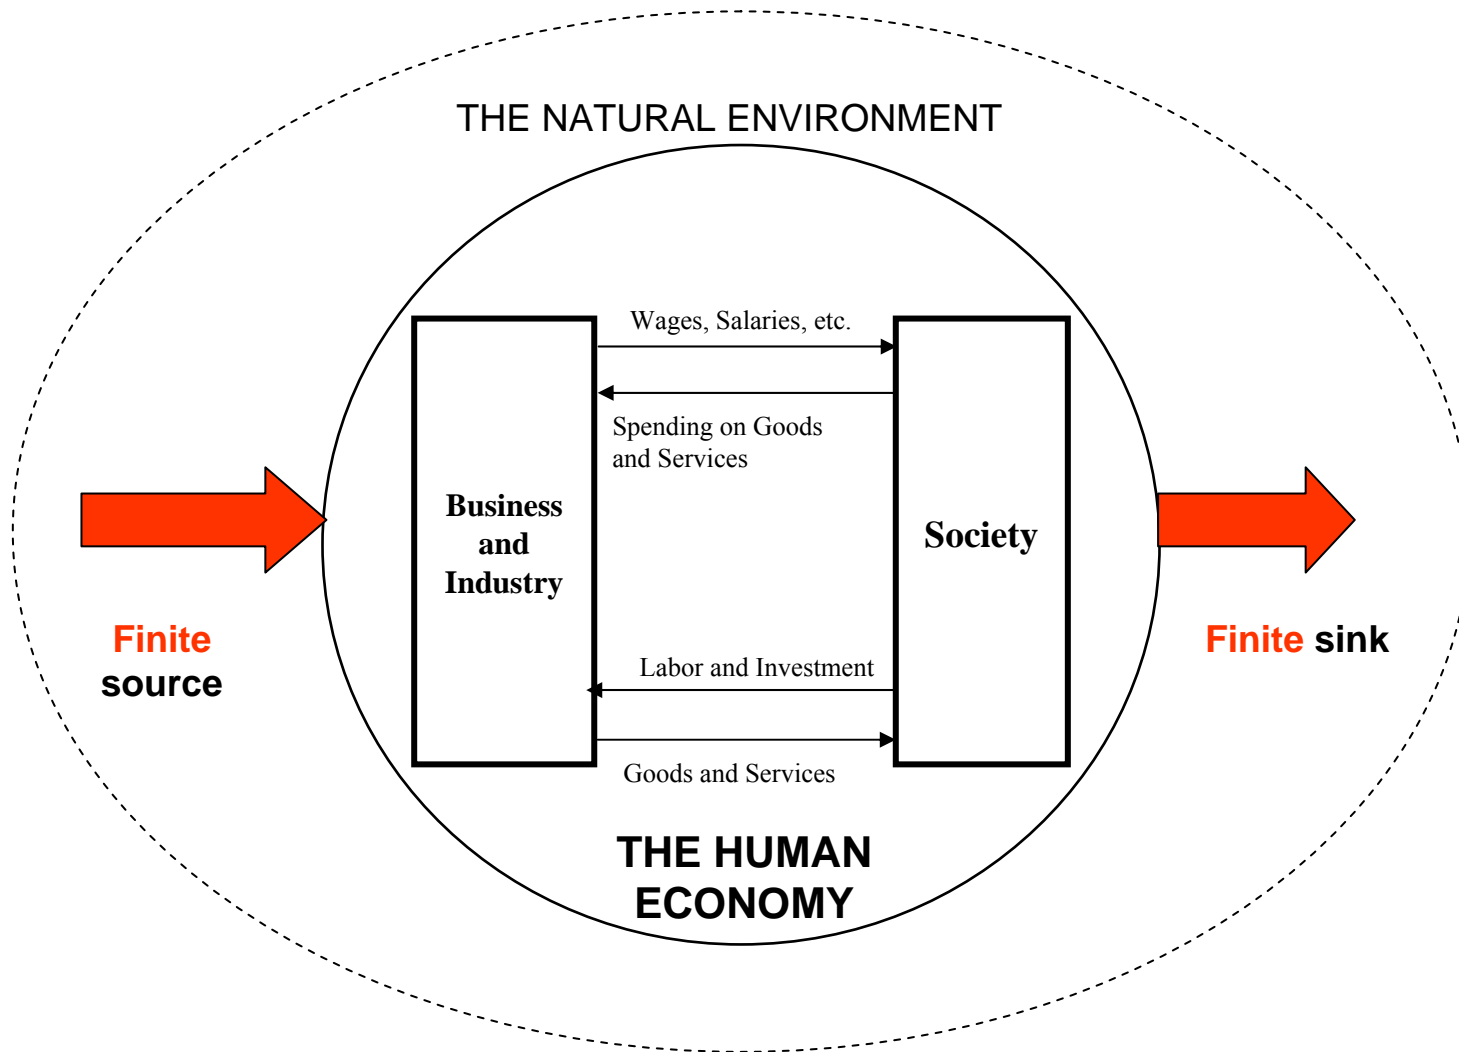 THE NATURAL ENVIRONMENT
Wages, Salaries, etc.
Spending on Goods
and Services
Business
and
Industry
Society
Finite
source
Finite sink
Labor and Investment
Goods and Services
THE HUMAN
ECONOMY